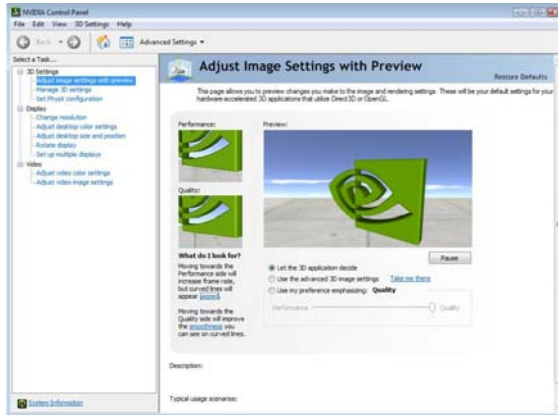 NVIDIA Control Panel
File Edit View 3D Settings Help
Back
Advanced Settings
Select a Task...
3D Settings
Adjust image settings with preview
Manage 3D settings
Set PhysX configuration
Display
Change resolution
Adjust desktop color settings
Adjust desktop size and position
Rotate display
Set up multiple displays
Video
Adjust video color settings
Adjust video image settings
System Information
Adjust Image Settings with Preview
Restore Defaults
This page allows you to preview changes you make to the image and rendering settings. These will be your default settings for your
hardware-accelerated 3D applications that utilize Direct3D or OpenGL.
Performance:
Quality:
What do I look for?
Moving towards the
Performance side will
increase frame rate,
but curved lines will
appear jagged.
Moving towards the
Quality side will improve
the smoothness you
can see on curved lines.
Preview:
Pause
Let the 3D application decide
Use the advanced 3D image settings Take me there
Use my preference emphasizing: Quality
Performance Quality
Description:
Typical usage scenarios: